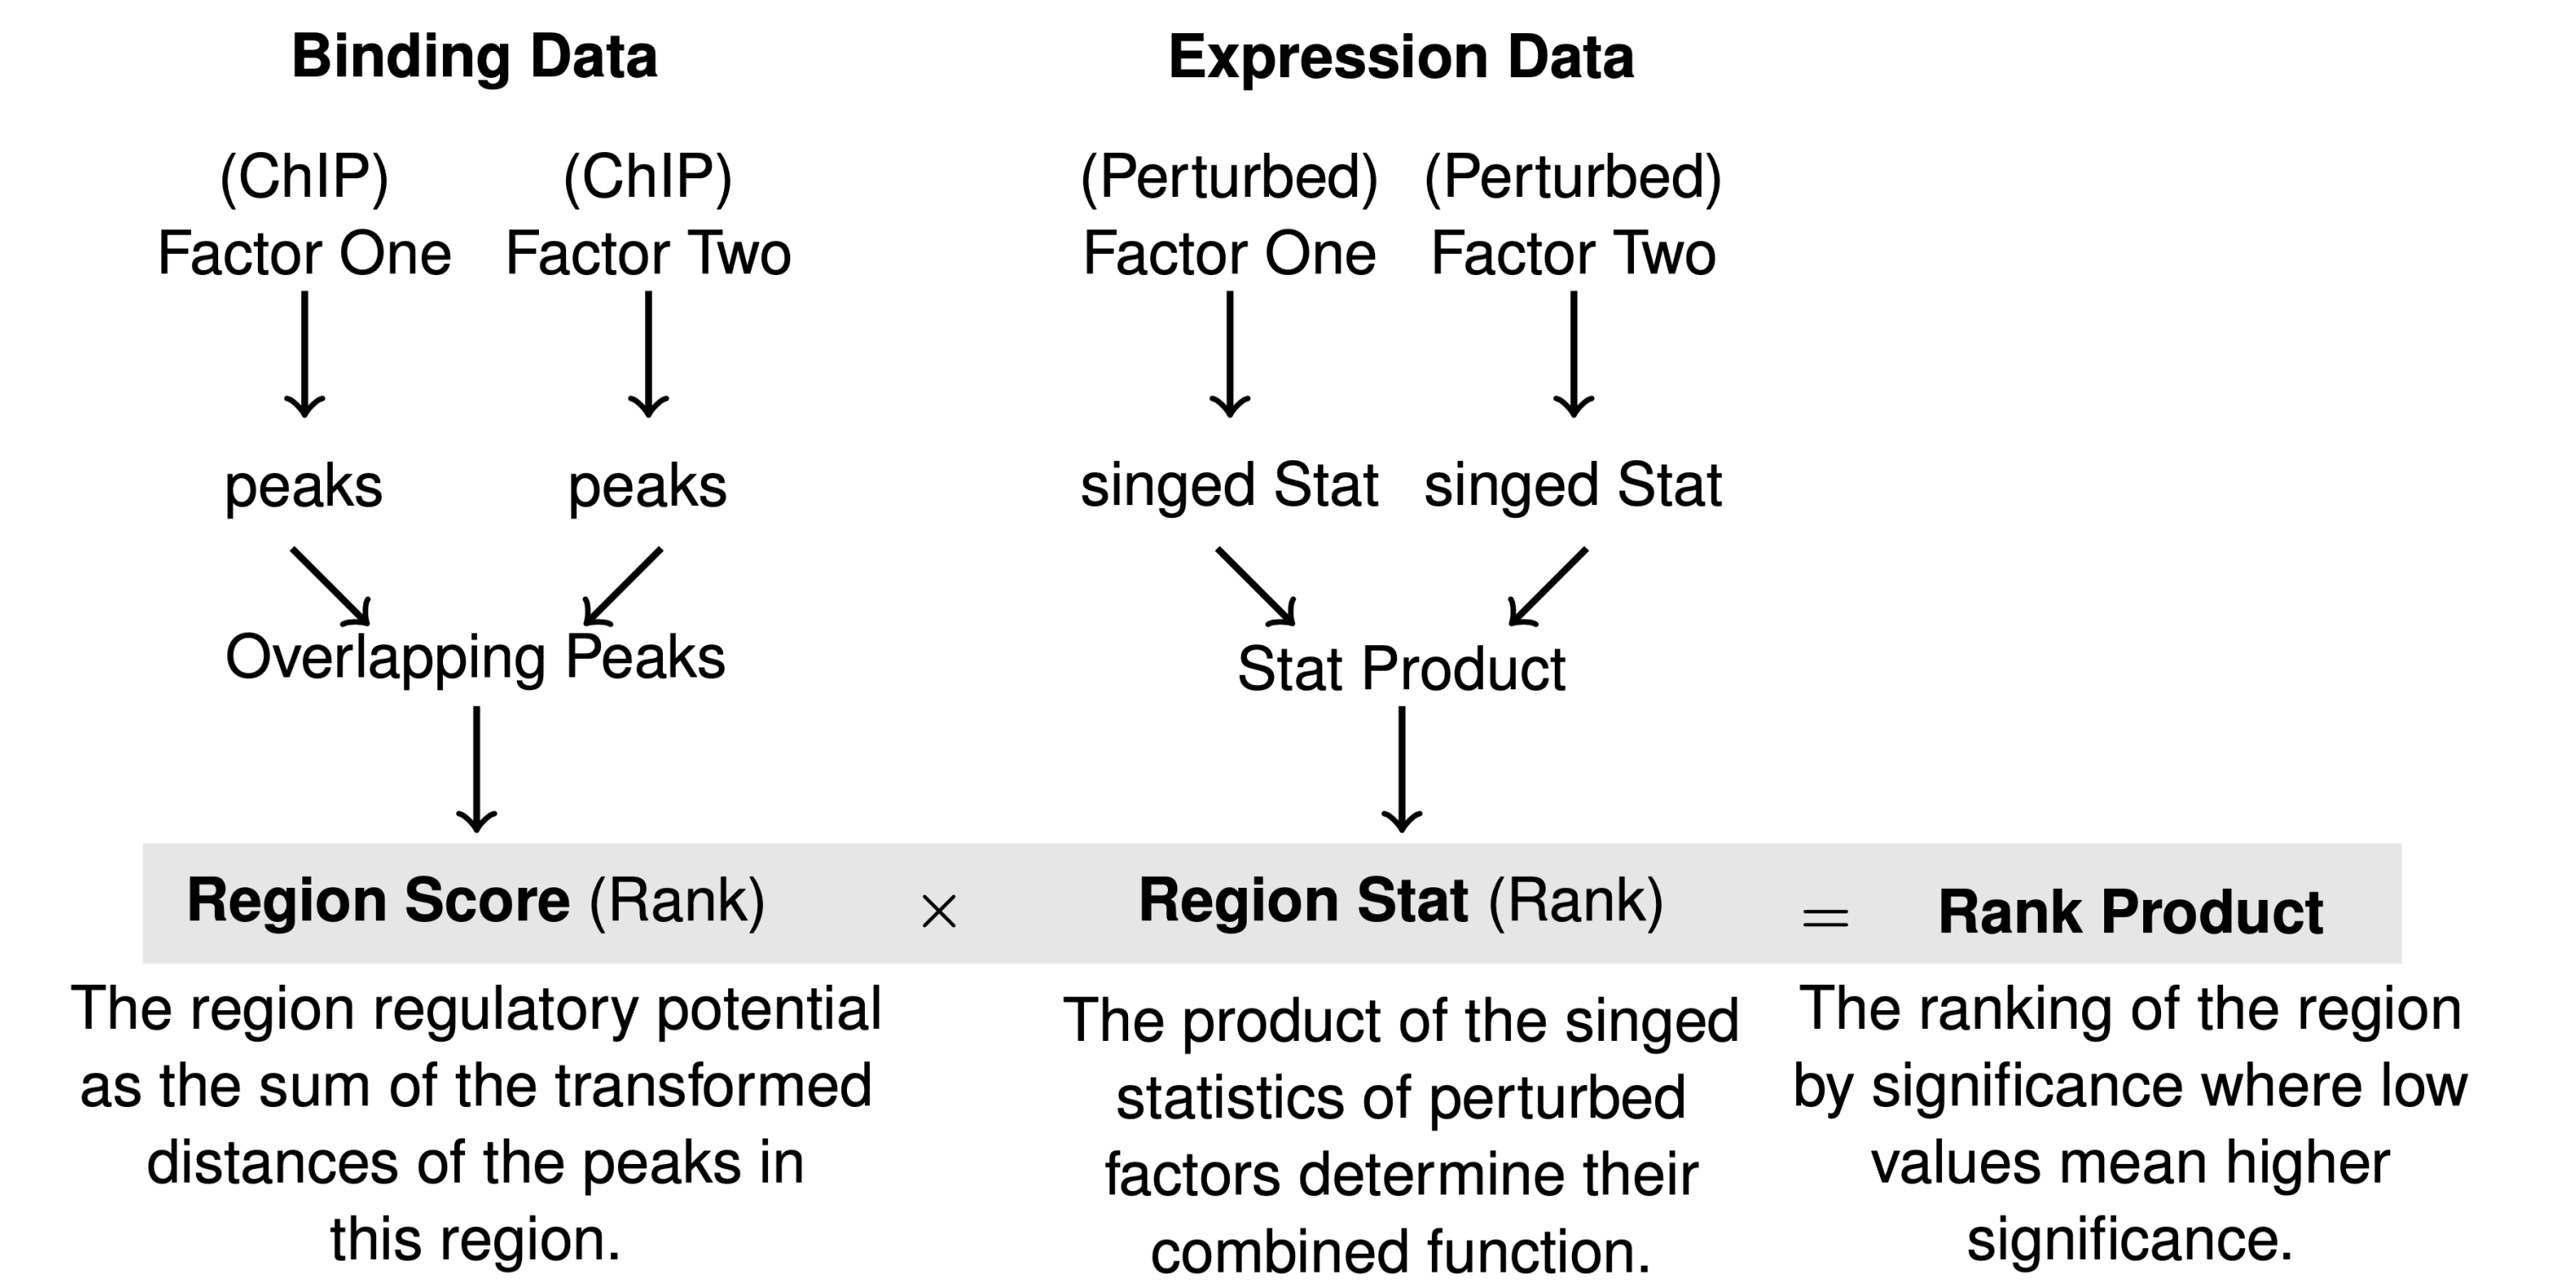 Binding Data
Expression Data
(ChIP) (ChIP)
Factor One Factor Two
(Perturbed) (Perturbed)
Factor One Factor Two
peaks peaks
singed Stat singed Stat
Overlapping Peaks
Stat Product
Region Score (Rank) × Region Stat (Rank) = Rank Product
The region regulatory potential
as the sum of the transformed
distances of the peaks in
this region.
The product of the singed
statistics of perturbed
factors determine their
combined function.
The ranking of the region
by significance where low
values mean higher
significance.